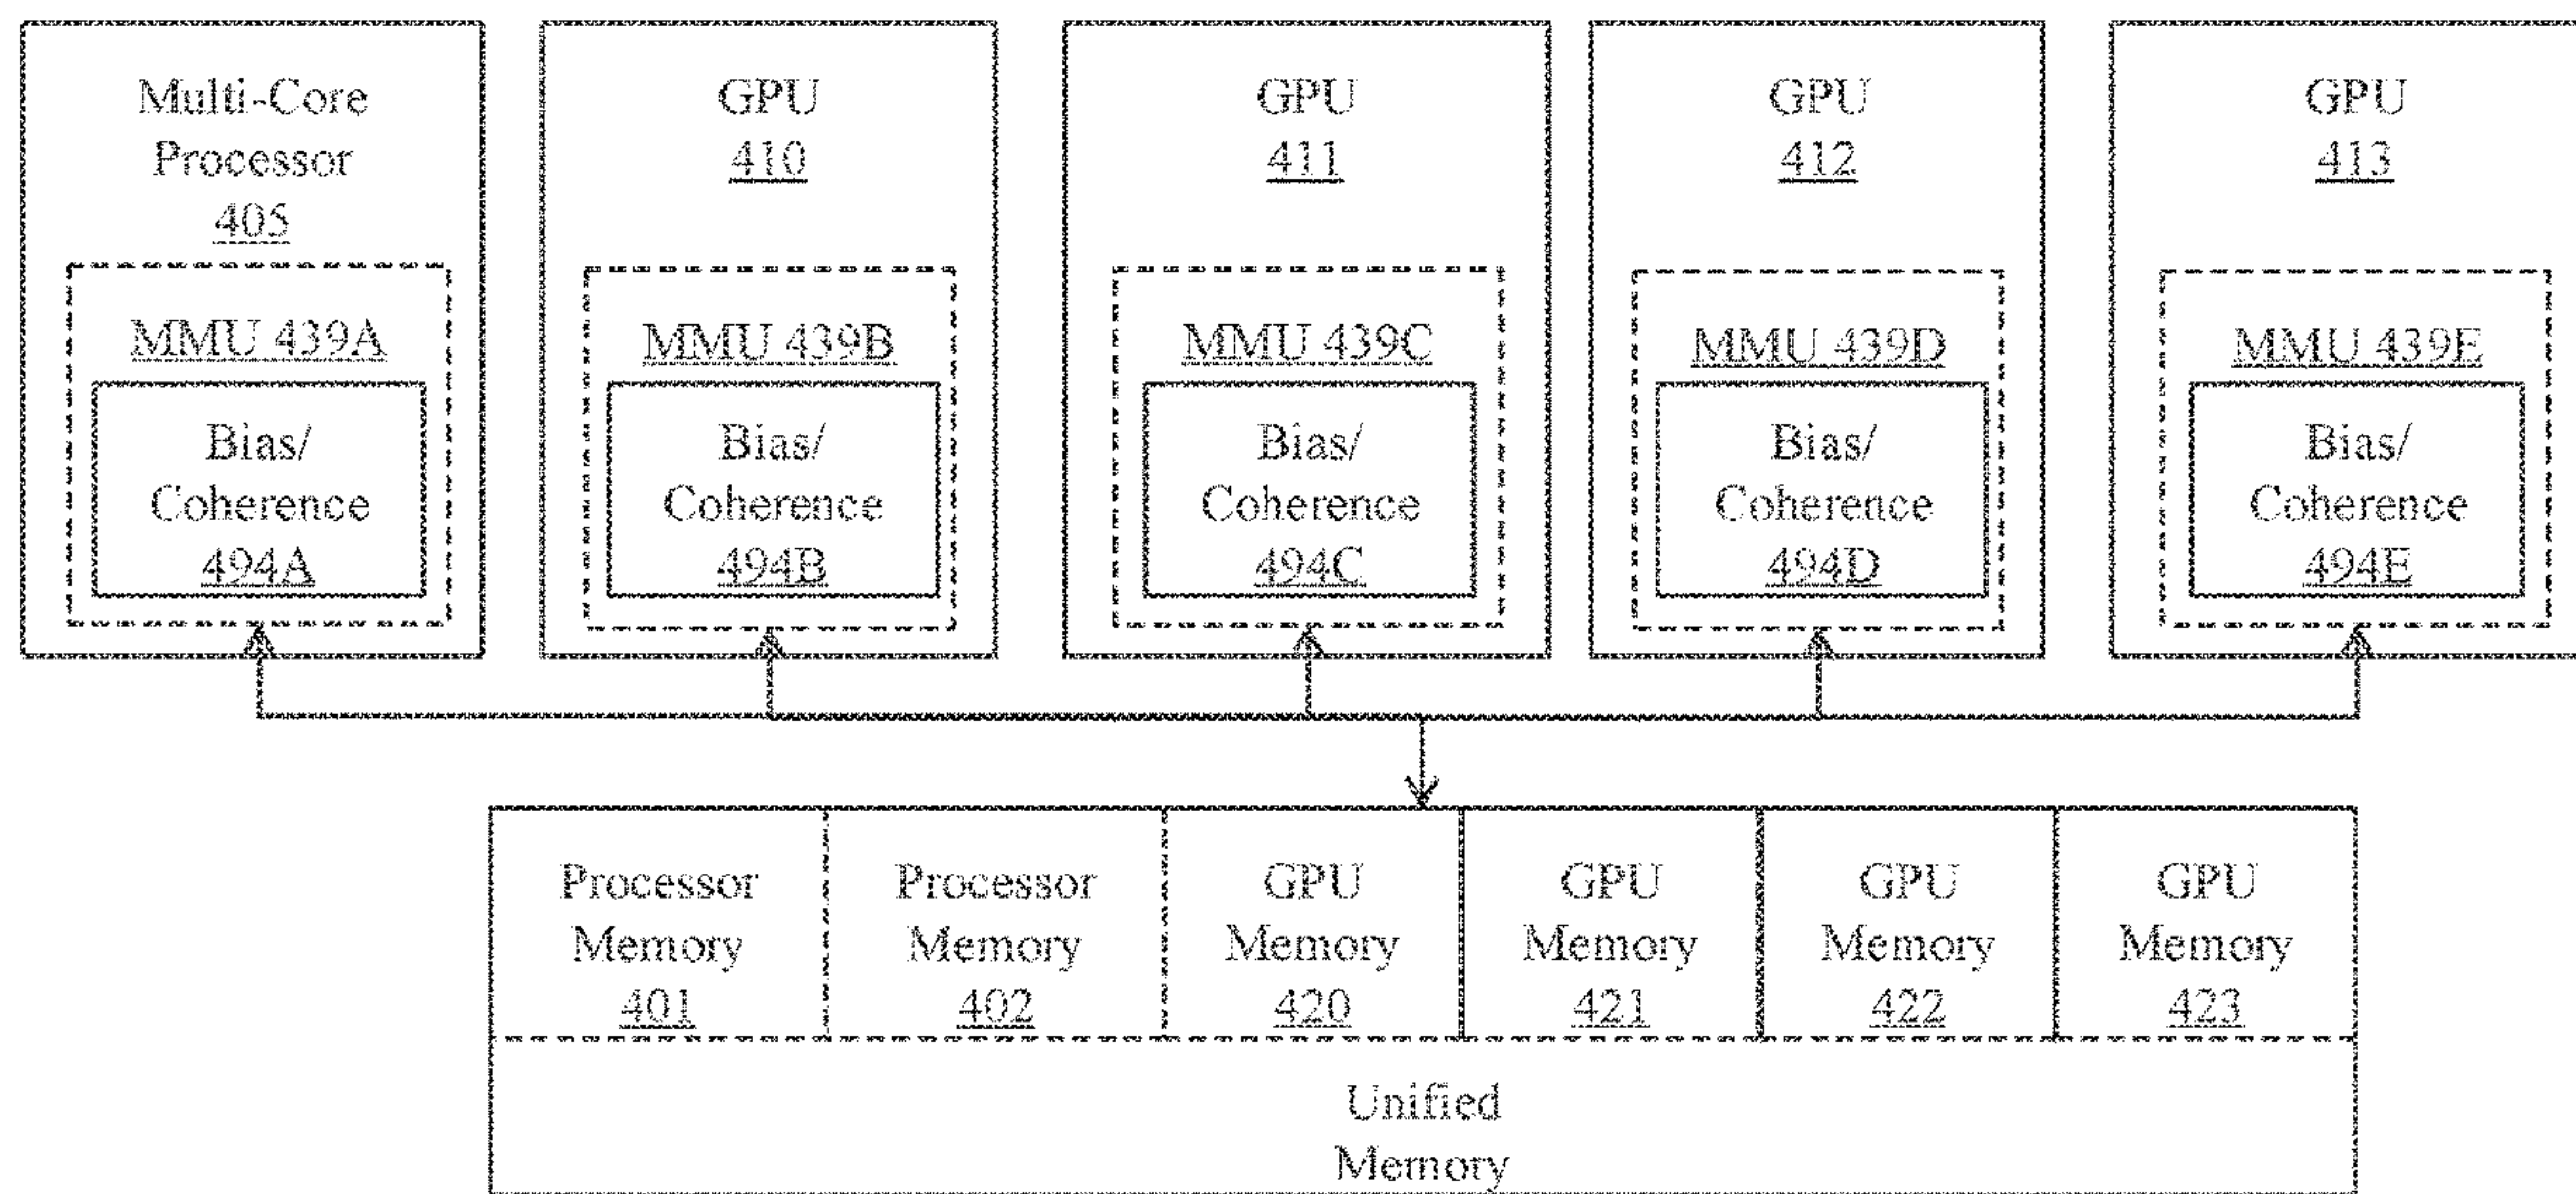 Multi-Core
Processor
405
MMU 439A
Bias/
Coherence
494A
GPU
410
MMU 439B
Bias/
Coherence
494B
GPU
411
MMU 439C
Bias/
Coherence
494C
GPU
412
MMU 439D
Bias/
Coherence
494D
GPU
413
MMU 439E
Bias/
Coherence
494E
Processor
Memory
401
Processor
Memory
402
GPU
Memory
420
GPU
Memory
421
GPU
Memory
422
GPU
Memory
423
Unified
Memory